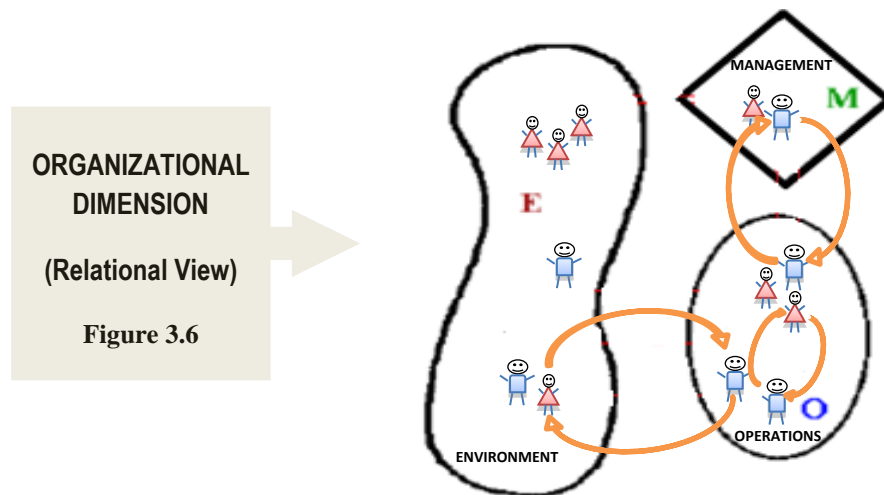 ORGANIZATIONAL
DIMENSION
(Relational View)
Figure 3.6
MANAGEMENT
M
E
O
OPERATIONS
ENVIRONMENT